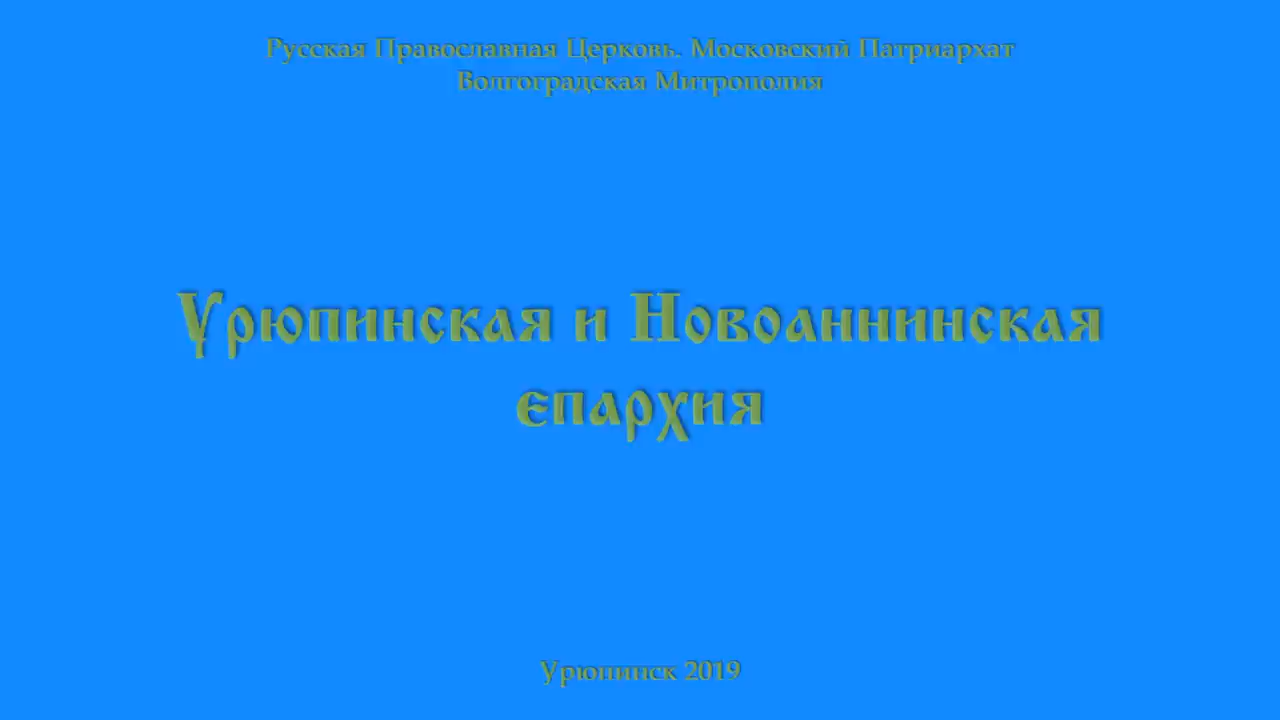 Русская Православная Церковь. Московский Патриархат
Волгоградская Митрополия
Урюпинская и Новоаннинская
епархия
Урюпинск 2019